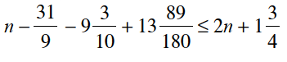 n - 31/9 - 9 3/10 + 13 89/180 ≤ 2n + 1 3/4